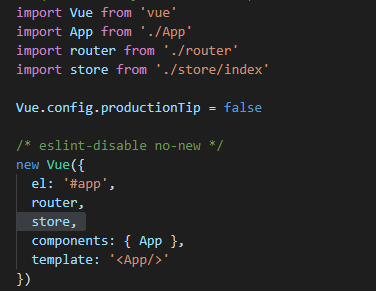 import Vue from 'vue'
import App from './App'
import router from './router'
import store from './store/index'
Vue.config.productionTip = false
/* eslint-disable no-new */
new Vue({
  el: '#app',
  router,
  store,
  components: { App },
  template: '<App/>'
})